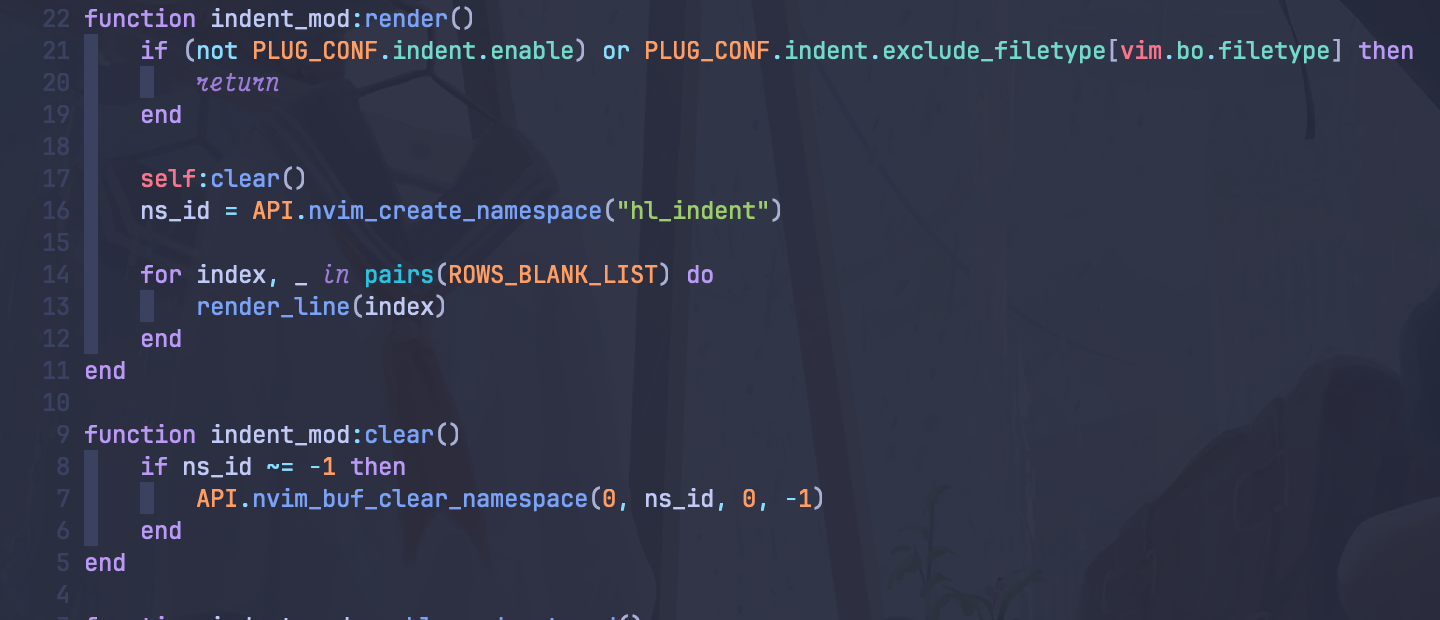 22 function indent_mod:render()
21     if (not PLUG_CONF.indent.enable) or PLUG_CONF.indent.exclude_filetype[vim.bo.filetype] then
20         return
19     end
18
17     self:clear()
16     ns_id = API.nvim_create_namespace("hl_indent")
15
14     for index, _ in pairs(ROWS_BLANK_LIST) do
13         render_line(index)
12     end
11 end
10
9 function indent_mod:clear()
8     if ns_id ~= -1 then
7         API.nvim_buf_clear_namespace(0, ns_id, 0, -1)
6     end
5 end
4